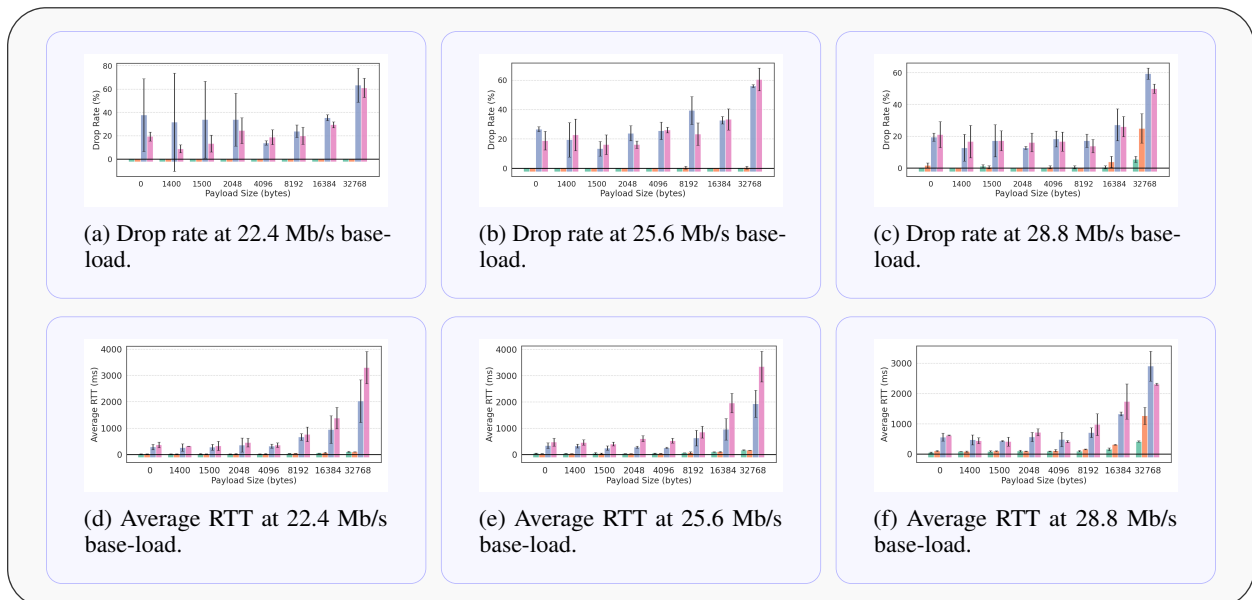 80
60
40
20
0
Drop Rate (%)
0 1400 1500 2048 4096 8192 16384 32768
Payload Size (bytes)
(a) Drop rate at 22.4 Mb/s base-
load.
60
40
20
0
Drop Rate (%)
0 1400 1500 2048 4096 8192 16384 32768
Payload Size (bytes)
(b) Drop rate at 25.6 Mb/s base-
load.
60
40
20
0
Drop Rate (%)
0 1400 1500 2048 4096 8192 16384 32768
Payload Size (bytes)
(c) Drop rate at 28.8 Mb/s base-
load.
4000
3000
2000
1000
0
Average RTT (ms)
0 1400 1500 2048 4096 8192 16384 32768
Payload Size (bytes)
(d) Average RTT at 22.4 Mb/s
base-load.
4000
3000
2000
1000
0
Average RTT (ms)
0 1400 1500 2048 4096 8192 16384 32768
Payload Size (bytes)
(e) Average RTT at 25.6 Mb/s
base-load.
3000
2000
1000
0
Average RTT (ms)
0 1400 1500 2048 4096 8192 16384 32768
Payload Size (bytes)
(f) Average RTT at 28.8 Mb/s
base-load.